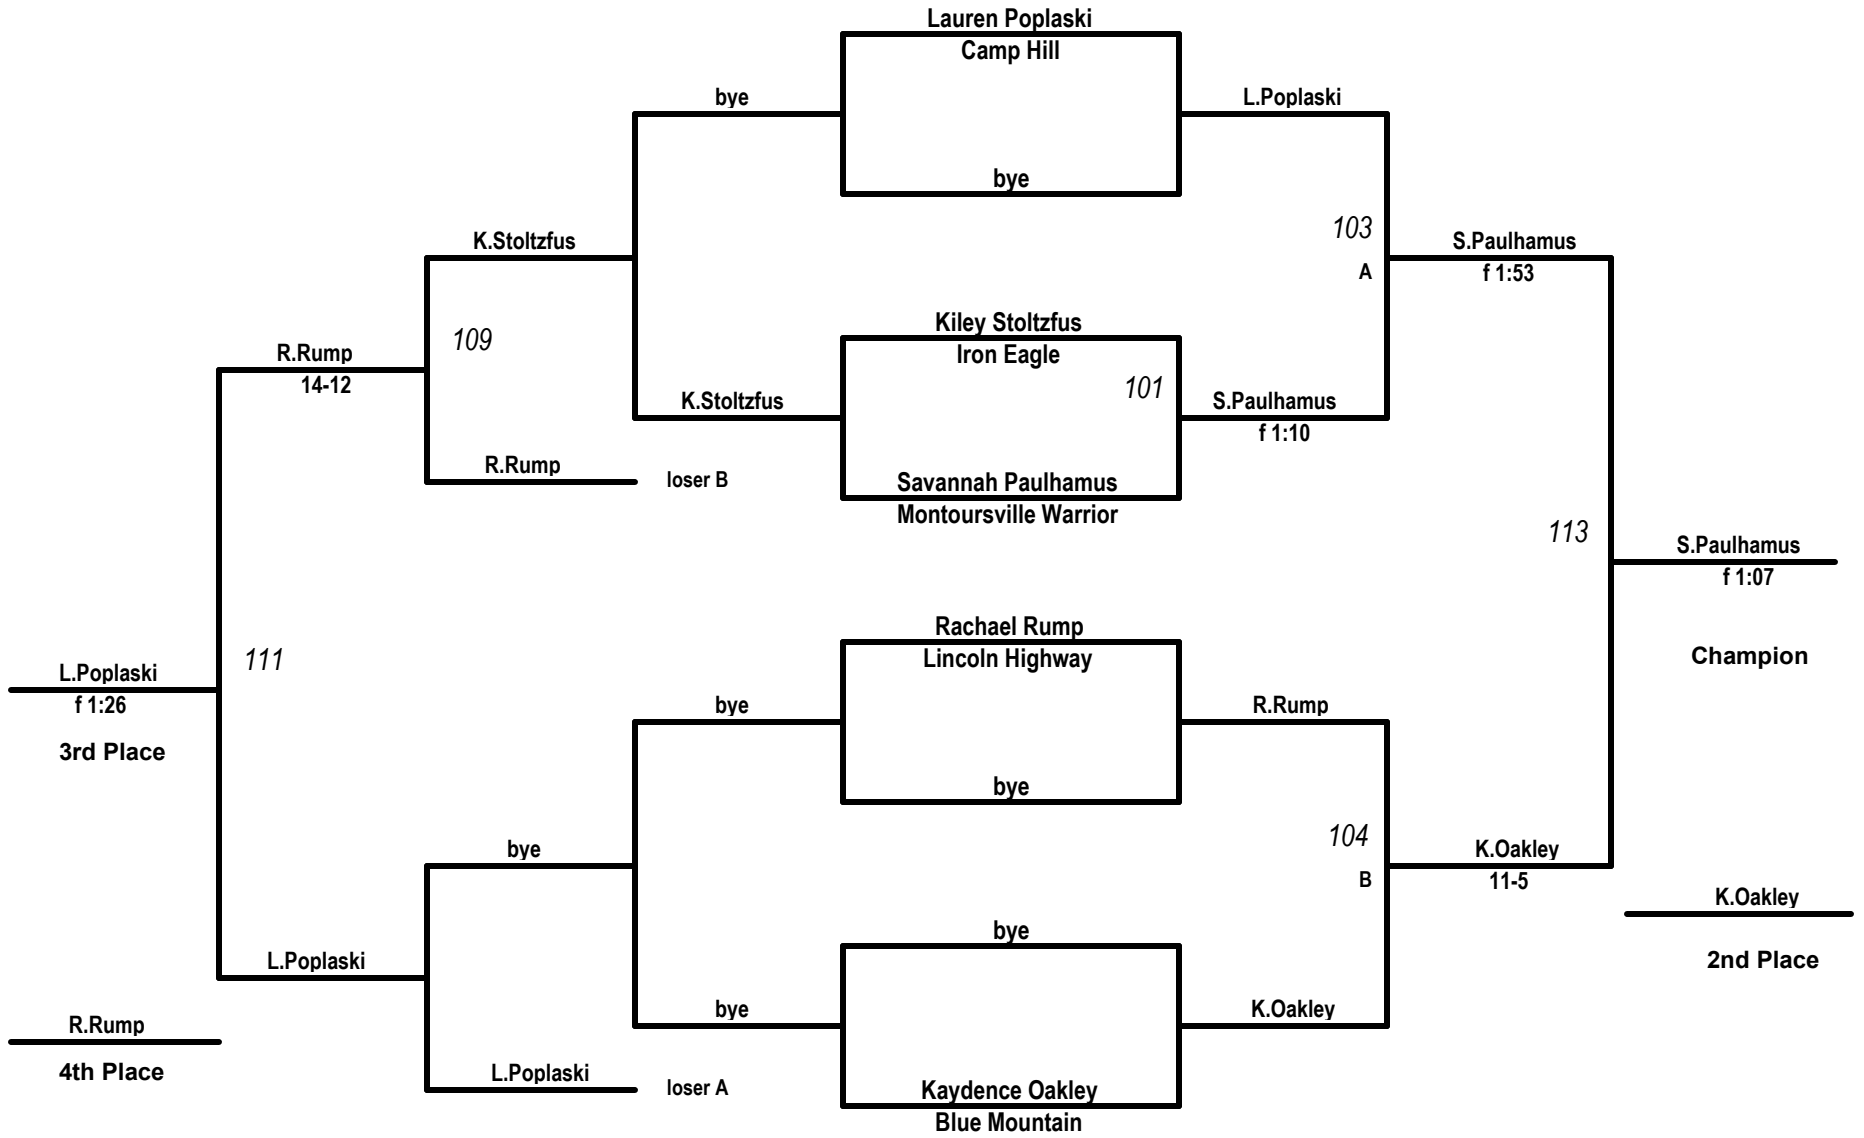 Lauren Poplaski
Camp Hill
bye
L.Poplaski
bye
103
A
K.Stoltzfus
S.Paulhamus
f 1:53
Kiley Stoltzfus
Iron Eagle
109
R.Rump
14-12
101
K.Stoltzfus
S.Paulhamus
f 1:10
R.Rump
loser B
Savannah Paulhamus
Montoursville Warrior
113
S.Paulhamus
f 1:07
Champion
Rachael Rump
Lincoln Highway
111
L.Poplaski
f 1:26
3rd Place
bye
R.Rump
bye
104
B
bye
K.Oakley
11-5
K.Oakley
2nd Place
bye
L.Poplaski
bye
K.Oakley
R.Rump
4th Place
L.Poplaski
loser A
Kaydence Oakley
Blue Mountain